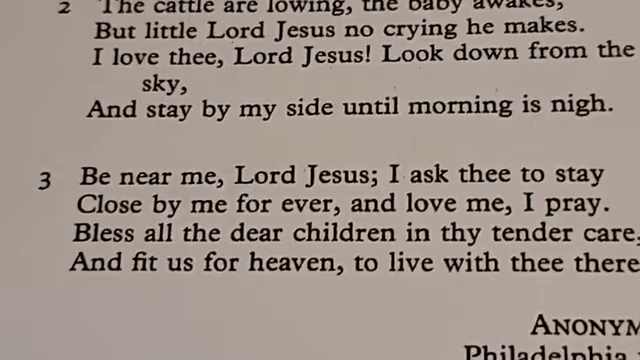 2 The cattle are lowing, the baby awakes,
But little Lord Jesus no crying he makes.
I love thee, Lord Jesus! Look down from the
sky,
And stay by my side until morning is nigh.
3 Be near me, Lord Jesus; I ask thee to stay
Close by me for ever, and love me, I pray.
Bless all the dear children in thy tender care,
And fit us for heaven, to live with thee there
ANONYM
Philadelphia